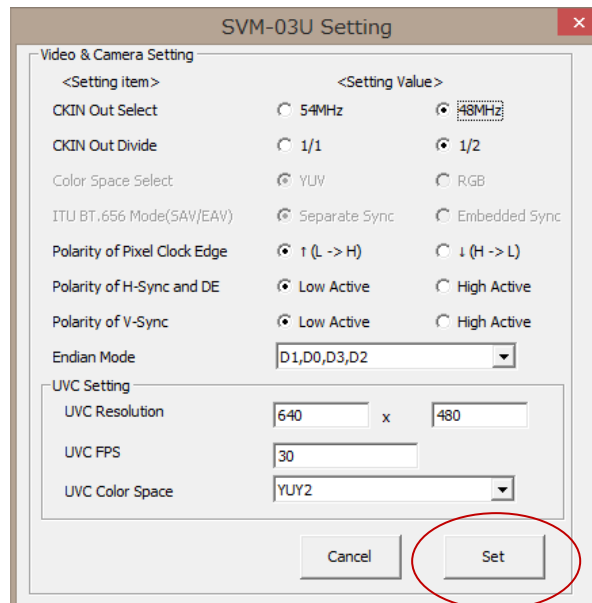 SVM-03U Setting
Video & Camera Setting
<Setting item> <Setting Value>
CKIN Out Select 54MHz 48MHz
CKIN Out Divide 1/1 1/2
Color Space Select YUV RGB
ITU BT.656 Mode(SAV/EAV) Separate Sync Embedded Sync
Polarity of Pixel Clock Edge ↑ (L -> H) ↓ (H -> L)
Polarity of H-Sync and DE Low Active High Active
Polarity of V-Sync Low Active High Active
Endian Mode D1,D0,D3,D2
UVC Setting
UVC Resolution 640 x 480
UVC FPS 30
UVC Color Space YUY2
Cancel Set